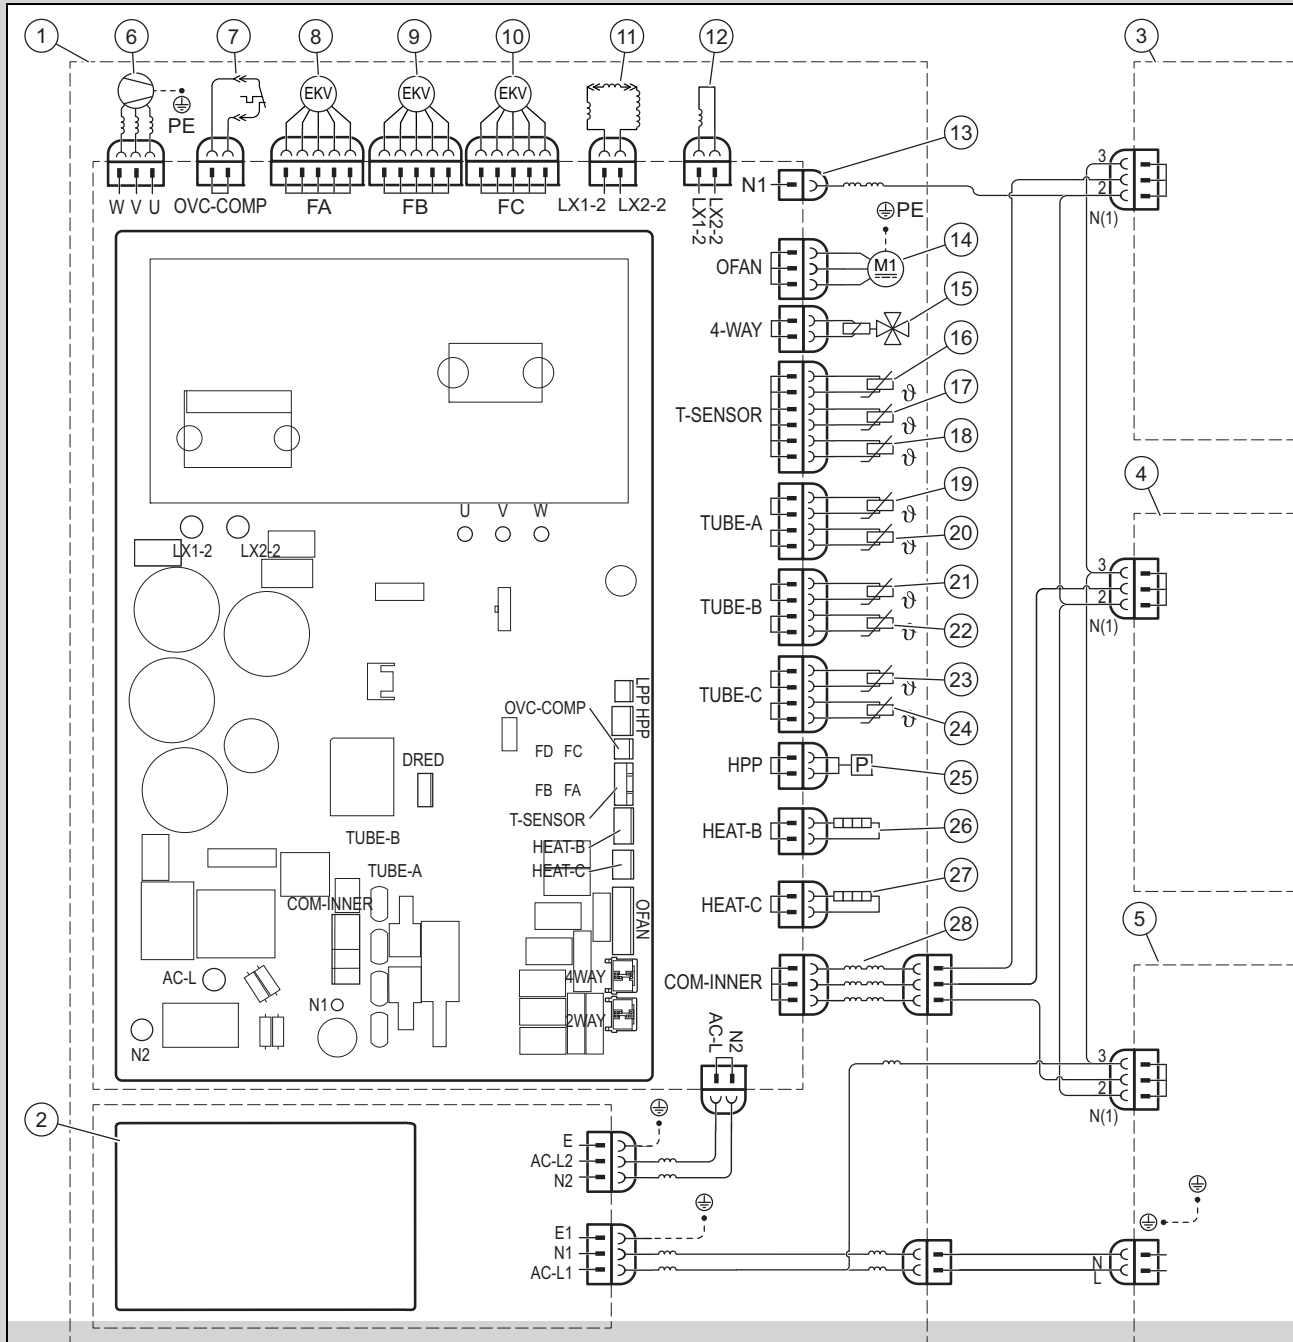 1 6 7 8 9 10 11 12 3
EKV EKV EKV
PE
W V U OVC-COMP FA FB FC LX1-2 LX2-2
LX1-2
LX2-2
N1
13
3
2
N(1)
PE
OFAN M1 14
4-WAY 15
16
T-SENSOR ϑ 17
ϑ 18
ϑ
4
19
TUBE-A ϑ 20
ϑ
U V W
LX1-2 LX2-2
21
TUBE-B ϑ 22
ϑ
3
2
N(1)
23
TUBE-C ϑ 24
ϑ
LPP HPP
OVC-COMP
FD FC
DRED
FB FA
T-SENSOR
TUBE-B
HEAT-B
TUBE-A
HEAT-C
COM-INNER
OFAN
AC-L
4WAY
N1
2WAY
N2
HPP P 25
HEAT-B 26
HEAT-C 27
28
5
COM-INNER
AC-L
N2
3
2
N(1)
2
E
AC-L2
N2
E1
N1
AC-L1
N
L